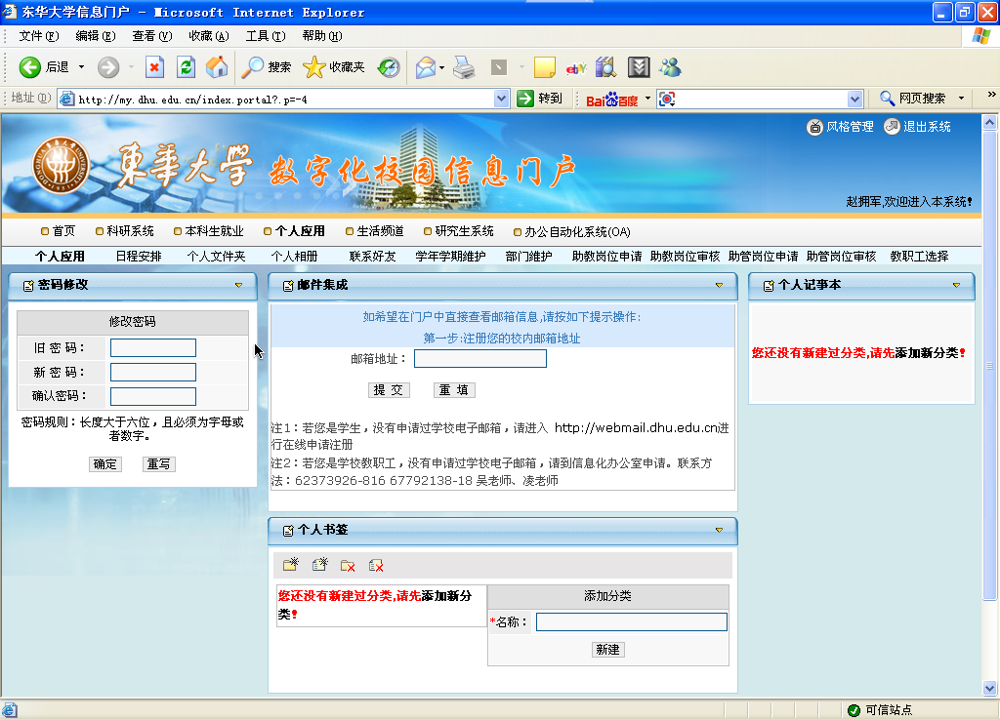 东华大学信息门户 - Microsoft Internet Explorer
文件(F) 编辑(E) 查看(V) 收藏(A) 工具(T) 帮助(H)
后退 搜索 收藏夹 ebY
地址(D) http://my.dhu.edu.cn/index.portal?.p=-4 转到 Bai百度 网页搜索 »
風格管理 退出系统
東華大學 数字化校园信息门户
赵拥军,欢迎进入本系统!
首页 科研系统 本科生就业 个人应用 生活频道 研究生系统 办公自动化系统(OA)
个人应用 日程安排 个人文件夹 个人相册 联系好友 学年学期维护 部门维护 助教岗位申请 助教岗位审核 助管岗位申请 助管岗位审核 教职工选择
密码修改
修改密码
旧 密 码：
新 密 码：
确认密码：
密码规则：长度大于六位，且必须为字母或
者数字。
确定 重写
邮件集成
如希望在门户中直接查看邮箱信息,请按如下提示操作:
第一步:注册您的校内邮箱地址
邮箱地址：
提 交 重 填
注1：若您是学生，没有申请过学校电子邮箱，请进入 http://webmail.dhu.edu.cn进
行在线申请注册
注2：若您是学校教职工，没有申请过学校电子邮箱，请到信息化办公室申请。联系方
法：62373926-816 67792138-18 吴老师、凌老师
个人书签
您还没有新建过分类,请先添加新分
类!
添加分类
*名称：
新建
个人记事本
您还没有新建过分类,请先添加新分类!
可信站点